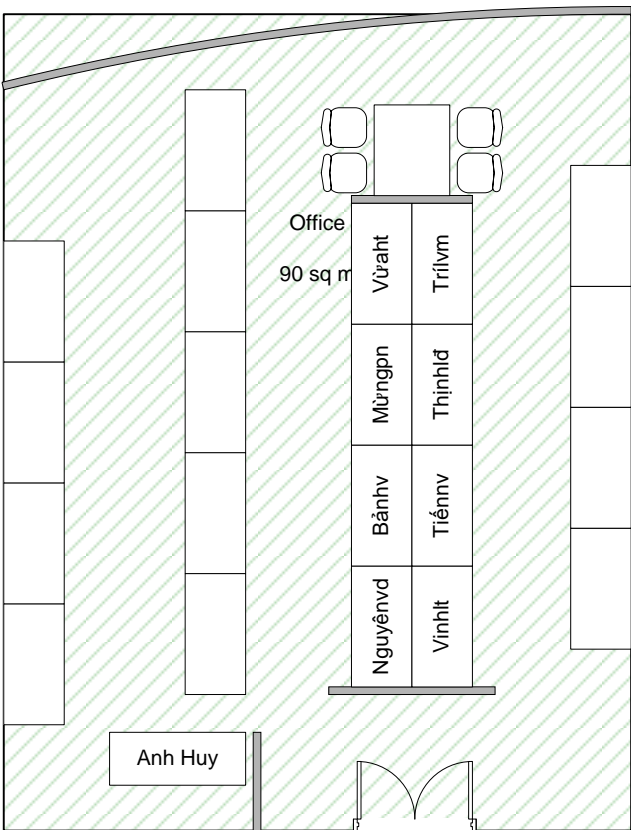 Office
90 sq m
Vừaht
Trílvm
Mừngpn
Thịnhlđ
Bảnhv
Tiếnnv
Nguyênvd
Vinhlt
Anh Huy